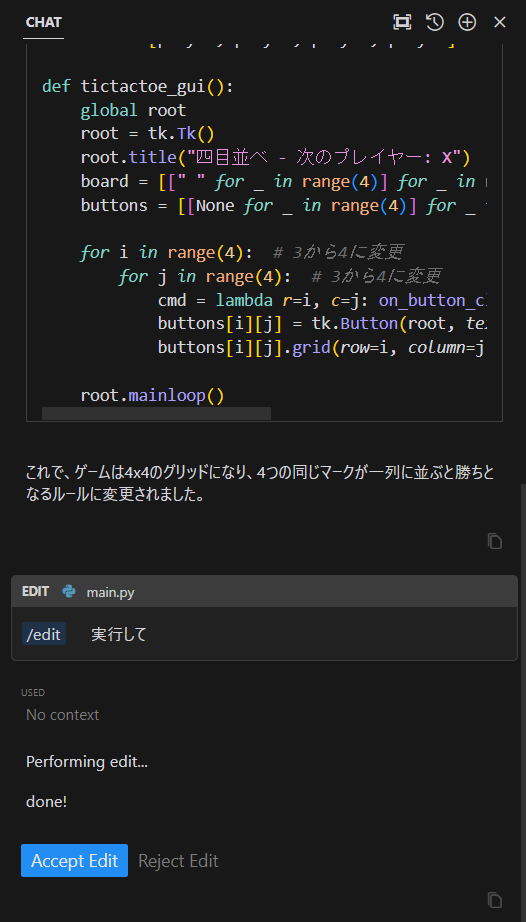 CHAT
def tictactoe_gui():
    global root
    root = tk.Tk()
    root.title("四目並べ - 次のプレイヤー: X")
    board = [[" " for _ in range(4)] for _ in
    buttons = [[None for _ in range(4)] for _
    for i in range(4):  # 3から4に変更
        for j in range(4):  # 3から4に変更
            cmd = lambda r=i, c=j: on_button_c
            buttons[i][j] = tk.Button(root, te
            buttons[i][j].grid(row=i, column=j
    root.mainloop()
これで、ゲームは4x4のグリッドになり、4つの同じマークが一列に並ぶと勝ちと
なるルールに変更されました。
EDIT main.py
/edit 実行して
USED
No context
Performing edit...
done!
Accept Edit Reject Edit